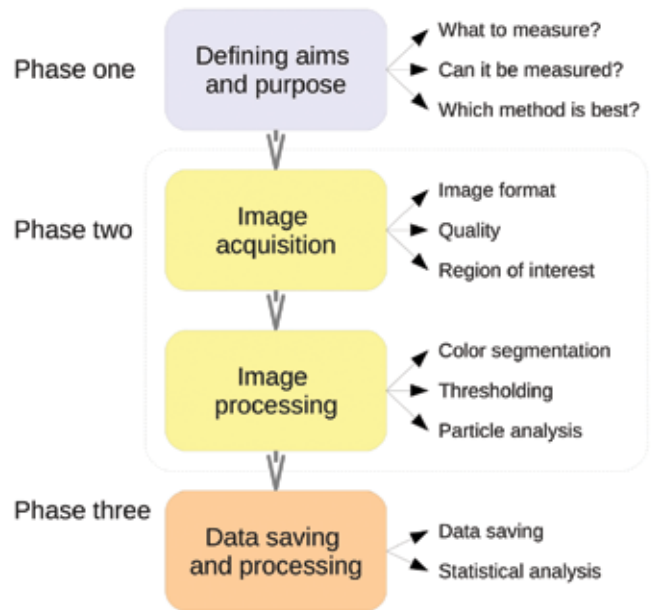 Phase one
Defining aims
and purpose
What to measure?
Can it be measured?
Which method is best?
Phase two
Image
acquisition
Image format
Quality
Region of interest
Image
processing
Color segmentation
Thresholding
Particle analysis
Phase three
Data saving
and processing
Data saving
Statistical analysis